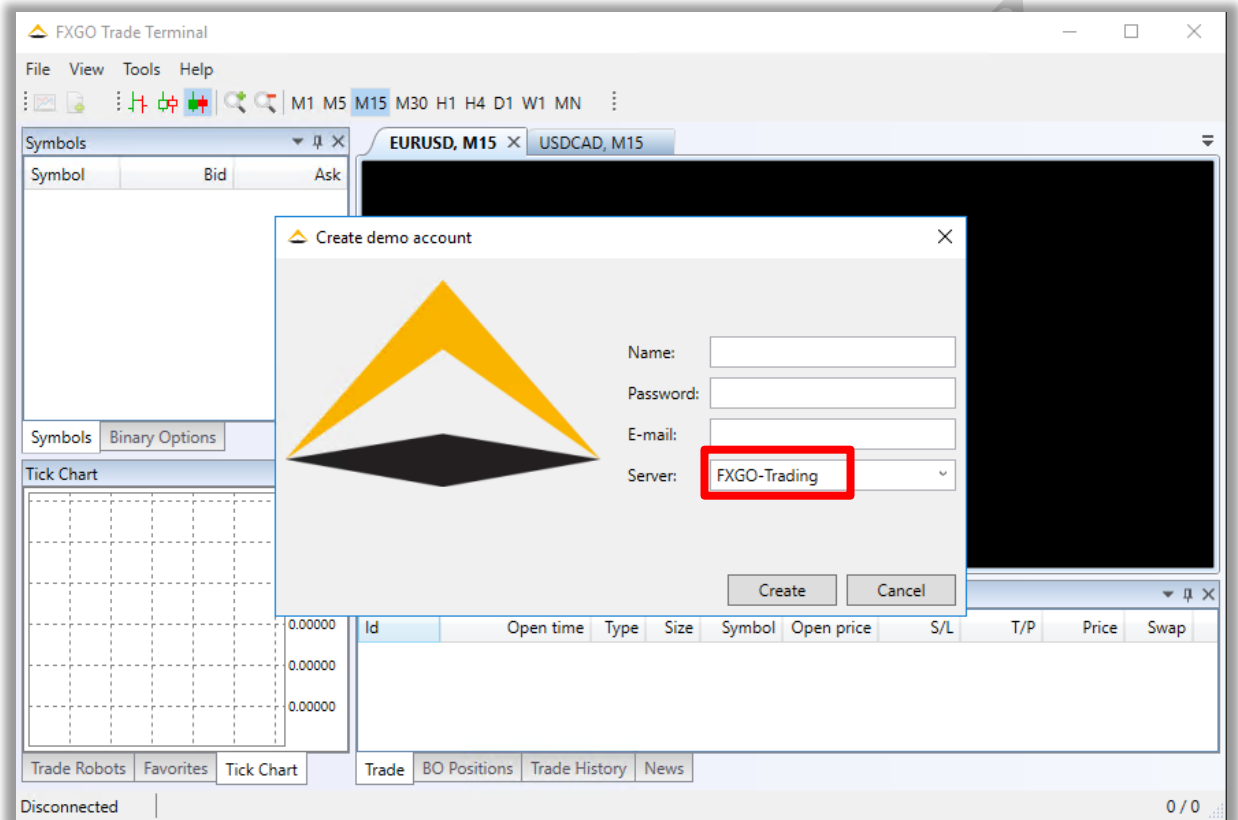 FXGO Trade Terminal
File View Tools Help
M1 M5 M15 M30 H1 H4 D1 W1 MN
Symbols
EURUSD, M15 USDCAD, M15
Symbol Bid Ask
Create demo account
Name:
Password:
E-mail:
Server: FXGO-Trading
Create Cancel
Symbols Binary Options
Tick Chart
0.00000
0.00000
0.00000
Id Open time Type Size Symbol Open price S/L T/P Price Swap
Trade Robots Favorites Tick Chart
Trade BO Positions Trade History News
Disconnected
0 / 0